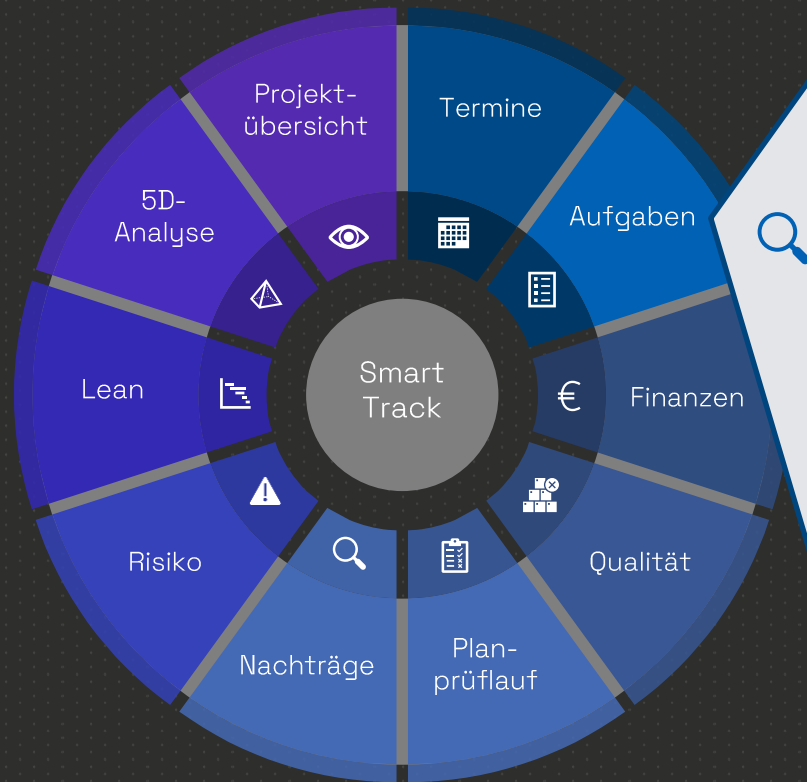 Projekt-
übersicht
Termine
Aufgaben
Finanzen
Qualität
Plan-
prüflauf
Nachträge
Risiko
Lean
5D-
Analyse
Smart
Track
€